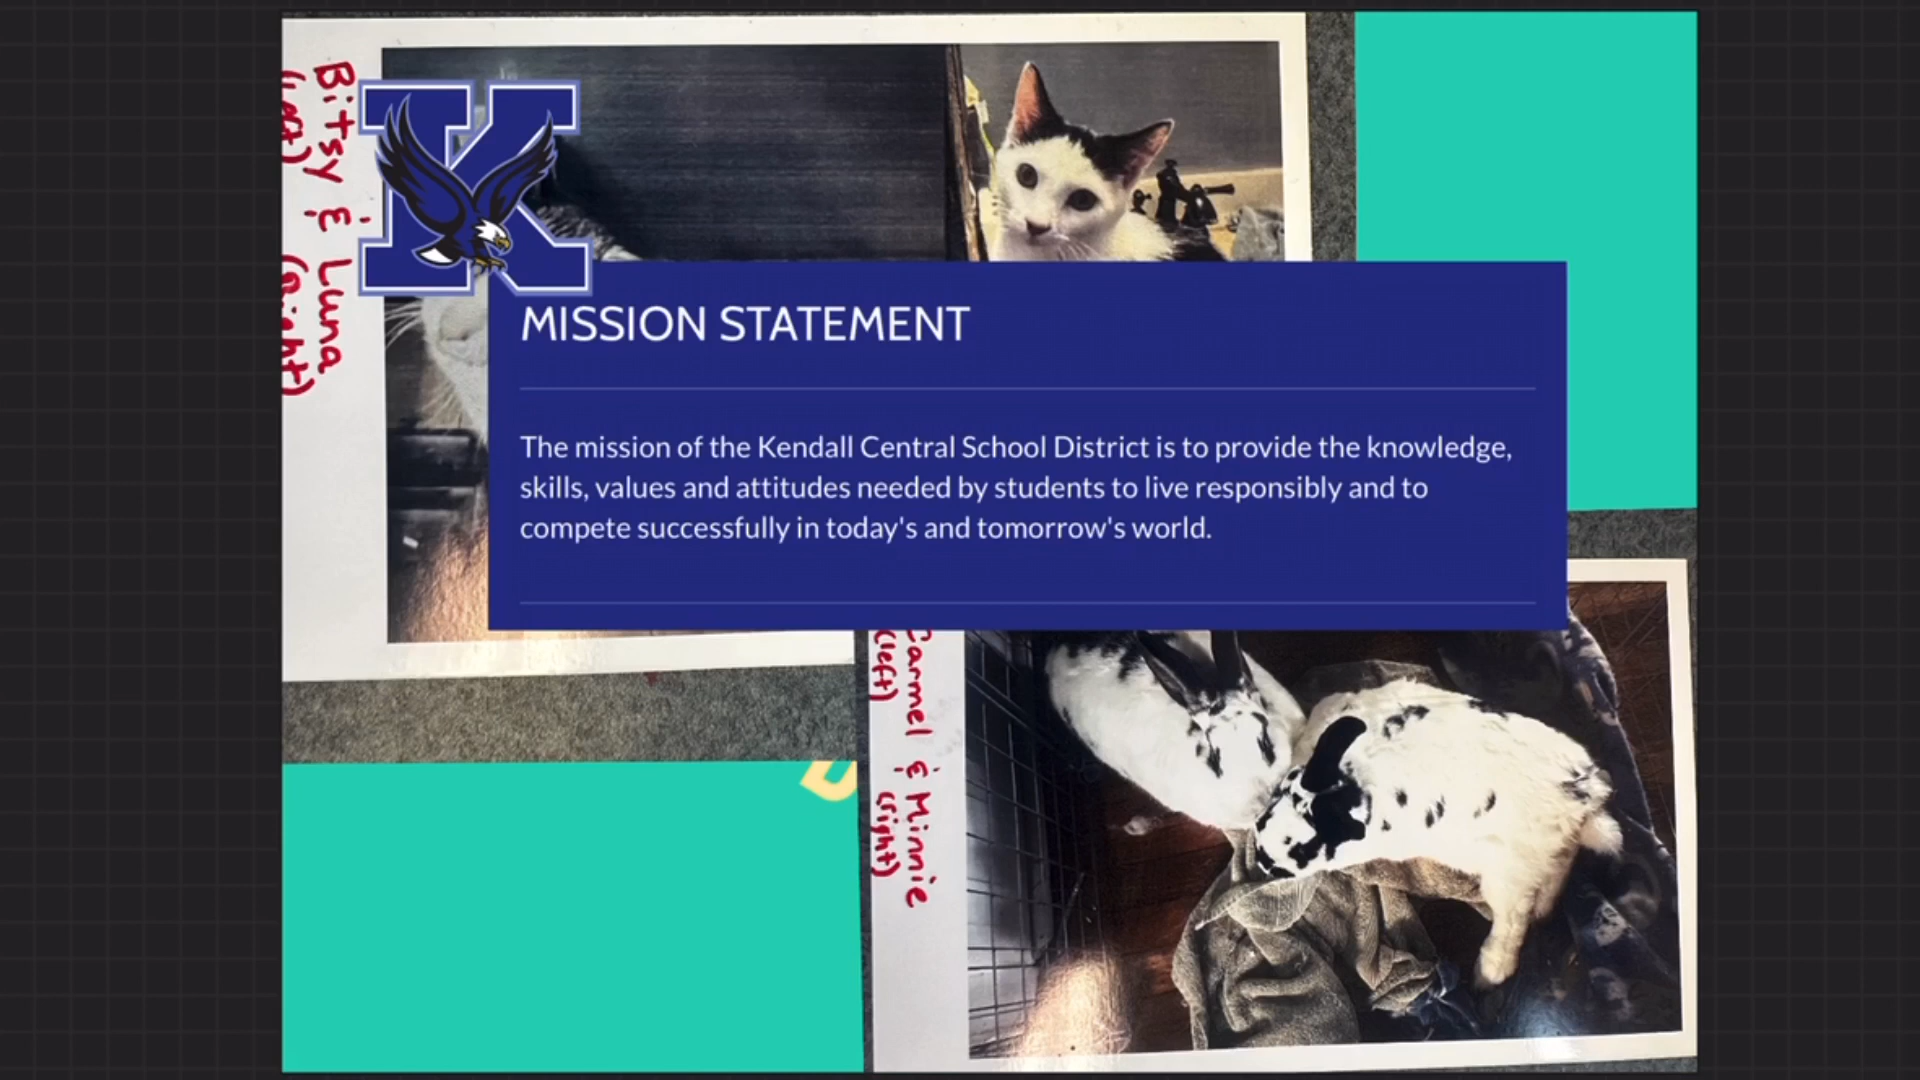 Bitsy & Luna
(left) (Right)
K
MISSION STATEMENT
The mission of the Kendall Central School District is to provide the knowledge,
skills, values and attitudes needed by students to live responsibly and to
compete successfully in today's and tomorrow's world.
Carmel & Minnie
(left) (right)